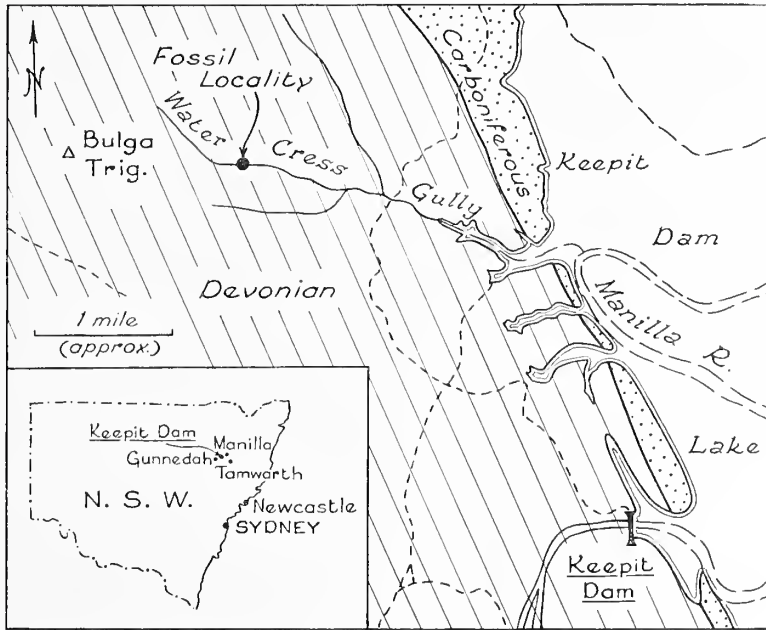 N
Fossil
Locality
Water Cress Gully
Bulga
Trig.
Carboniferous
Keepit
Dam
Manilla
R.
Lake
Devonian
1 mile
(approx.)
Keepit Dam
Manilla
Gunnedah
Tamworth
N. S. W.
Newcastle
SYDNEY
Keepit
Dam